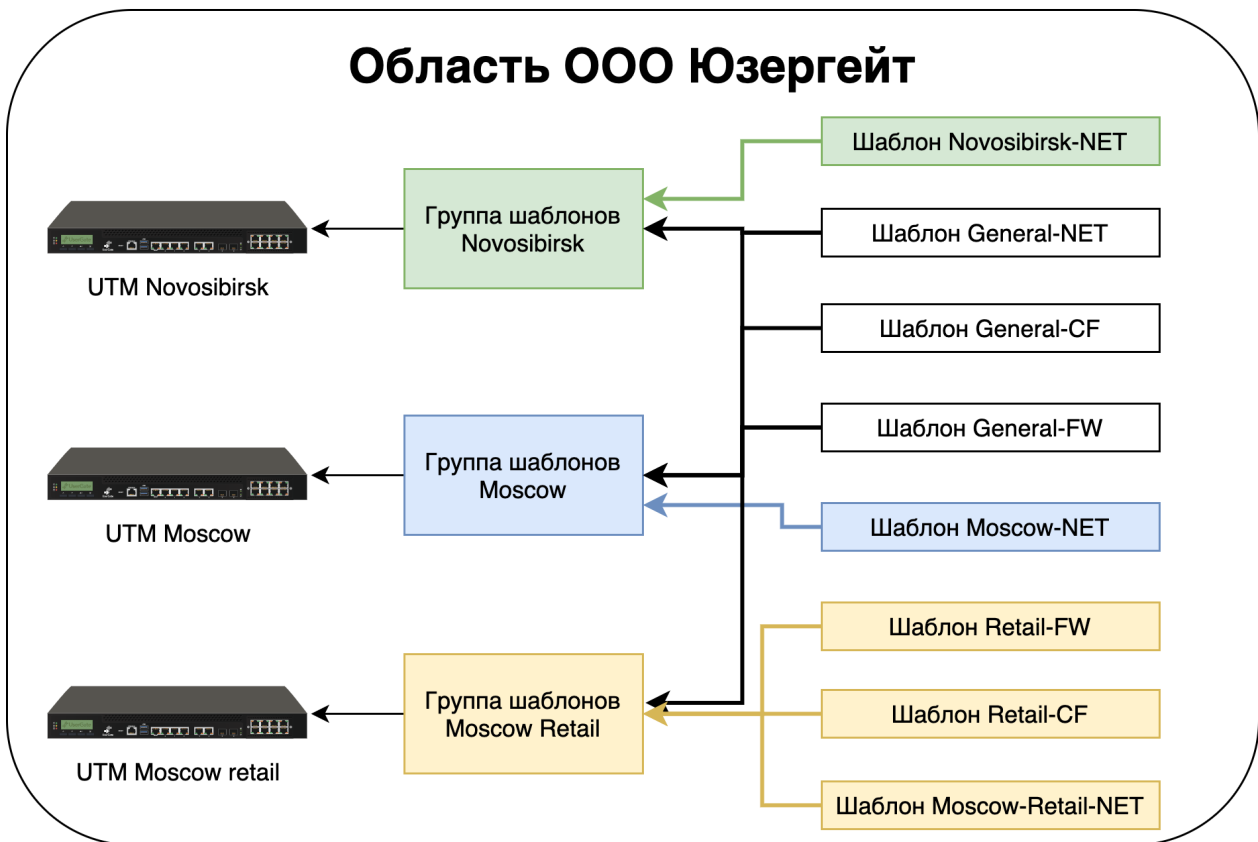 Область ООО Юзергейт
Шаблон Novosibirsk-NET
Группа шаблонов
Novosibirsk
Шаблон General-NET
UTM Novosibirsk
Шаблон General-CF
Шаблон General-FW
Группа шаблонов
Moscow
UTM Moscow
Шаблон Moscow-NET
Шаблон Retail-FW
Группа шаблонов
Moscow Retail
Шаблон Retail-CF
UTM Moscow retail
Шаблон Moscow-Retail-NET